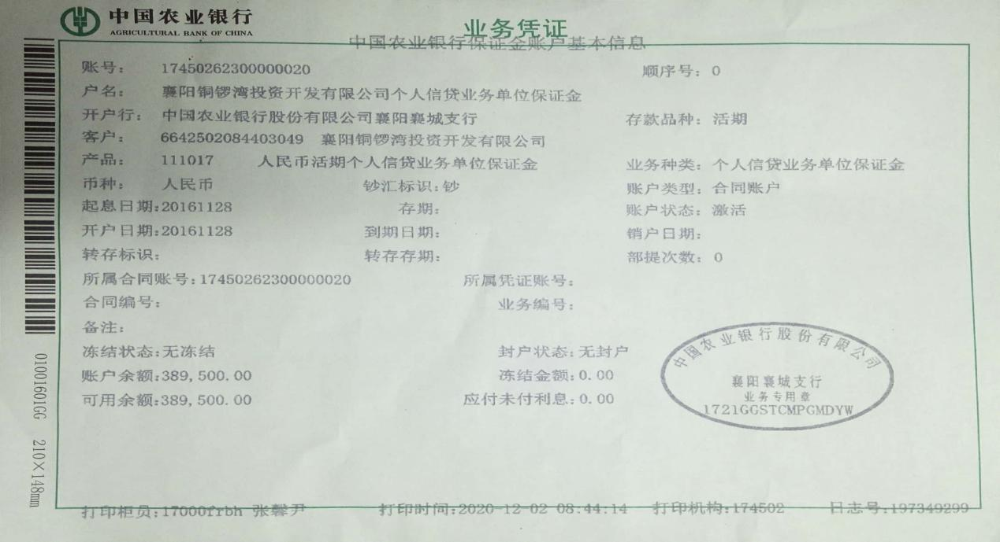 中国农业银行
AGRICULTURAL BANK OF CHINA
业务凭证
中国农业银行保证金账户基本信息
账号: 17450262300000020 顺序号: 0
户名: 襄阳铜锣湾投资开发有限公司个人信贷业务单位保证金
开户行: 中国农业银行股份有限公司襄阳襄城支行 存款品种: 活期
客户: 6642502084403049 襄阳铜锣湾投资开发有限公司
产品: 111017 人民币活期个人信贷业务单位保证金 业务种类: 个人信贷业务单位保证金
币种: 人民币 钞汇标识:钞 账户类型: 合同账户
起息日期:20161128 存期: 账户状态: 激活
开户日期:20161128 到期日期: 销户日期:
转存标识: 转存存期: 部提次数: 0
所属合同账号:17450262300000020 所属凭证账号:
合同编号: 业务编号:
备注:
冻结状态:无冻结 封户状态:无封户
账户余额:389,500.00 冻结金额:0.00
可用余额:389,500.00 应付未付利息:0.00
中国农业银行股份有限公司
襄阳襄城支行
业务专用章
1721GGSTCMPGMDYW
打印柜员:17000frbh 张馨尹 打印时间:2020-12-02 08:44:14 打印机构:174502 日志号:197349299
01001601GG 210×148mm